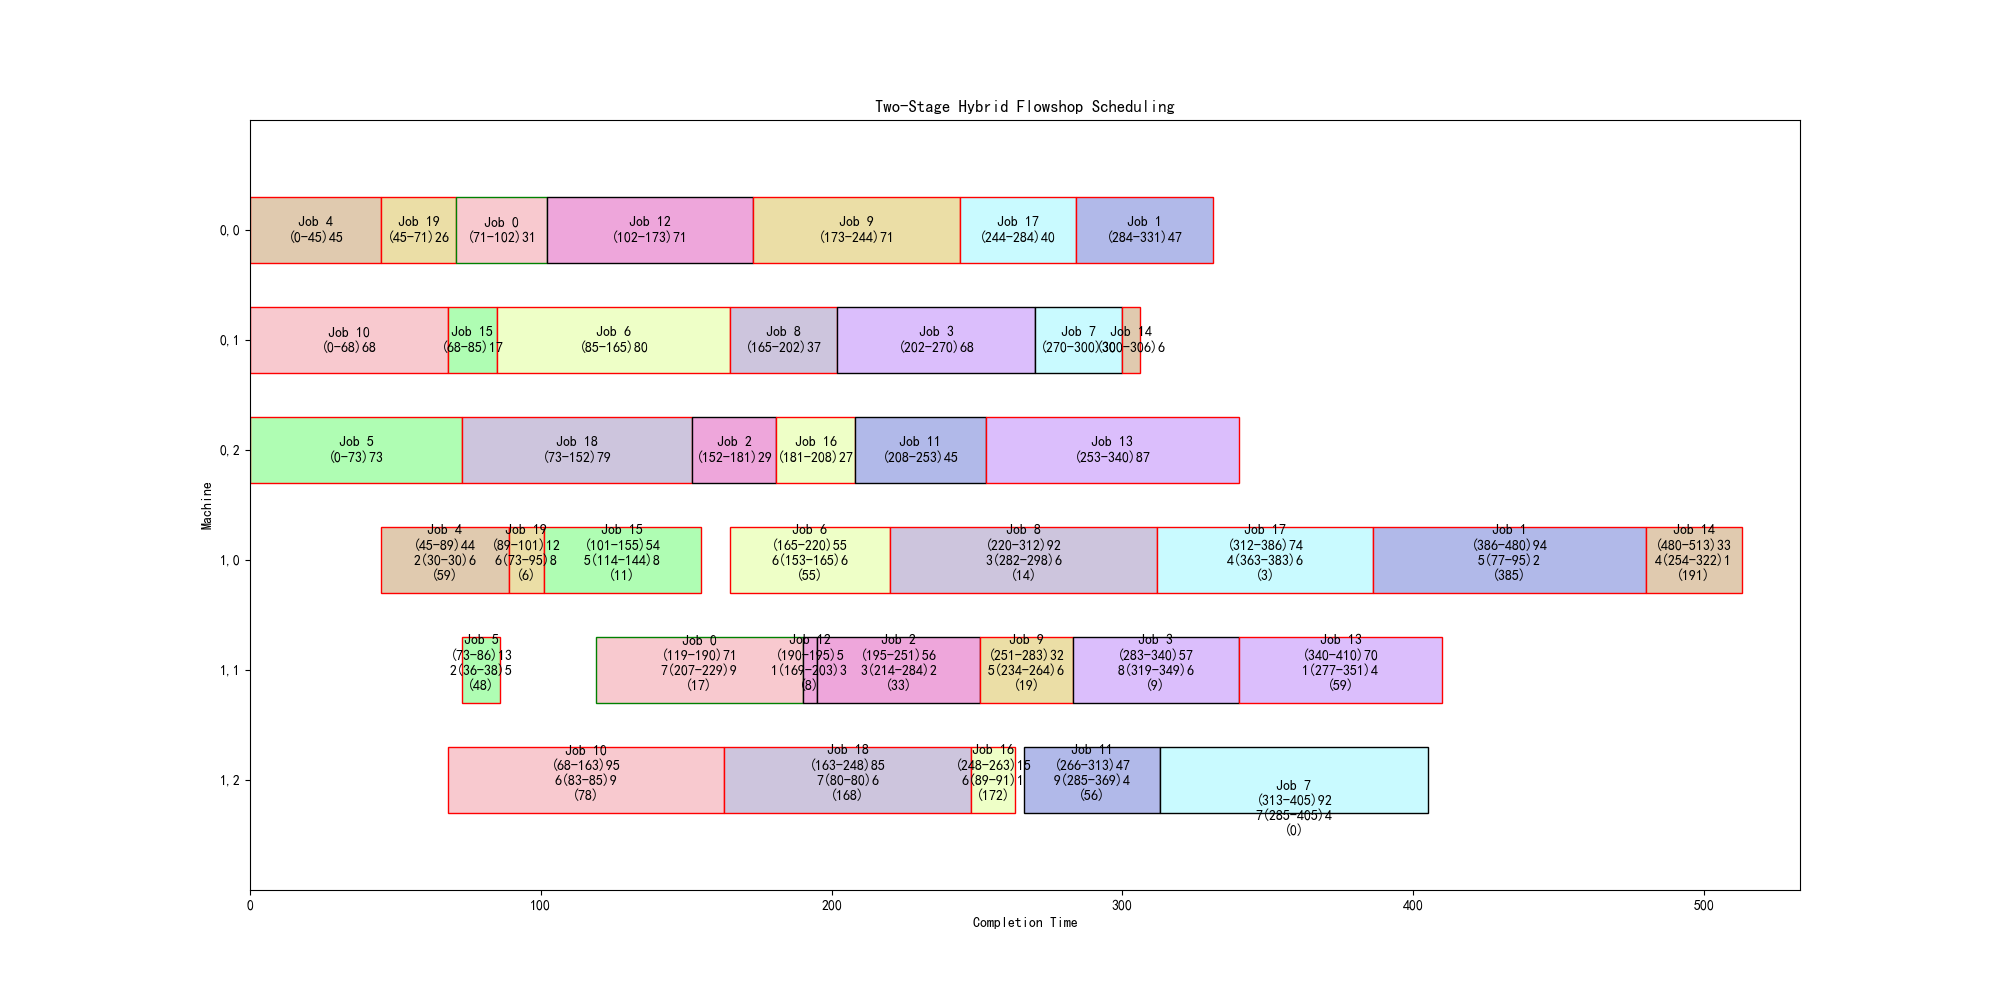 Two-Stage Hybrid Flowshop Scheduling
0,0
Job 4
(0-45)45
Job 19
(45-71)26
Job 0
(71-102)31
Job 12
(102-173)71
Job 9
(173-244)71
Job 17
(244-284)40
Job 1
(284-331)47
0,1
Job 10
(0-68)68
Job 15
(68-85)17
Job 6
(85-165)80
Job 8
(165-202)37
Job 3
(202-270)68
Job 7
(270-300)30
Job 14
(300-306)6
0,2
Job 5
(0-73)73
Job 18
(73-152)79
Job 2
(152-181)29
Job 16
(181-208)27
Job 11
(208-253)45
Job 13
(253-340)87
Machine
1,0
Job 4
(45-89)44
2(30-30)6
(59)
Job 19
(89-101)12
6(73-95)8
(6)
Job 15
(101-155)54
5(114-144)8
(11)
Job 6
(165-220)55
6(153-165)6
(55)
Job 8
(220-312)92
3(282-298)6
(14)
Job 17
(312-386)74
4(363-383)6
(3)
Job 1
(386-480)94
5(77-95)2
(385)
Job 14
(480-513)33
4(254-322)1
(191)
1,1
Job 5
(73-86)13
2(36-38)5
(48)
Job 0
(119-190)71
7(207-229)9
(17)
Job 12
(190-195)5
1(169-203)3
(8)
Job 2
(195-251)56
3(214-284)2
(33)
Job 9
(251-283)32
5(234-264)6
(19)
Job 3
(283-340)57
8(319-349)6
(9)
Job 13
(340-410)70
1(277-351)4
(59)
1,2
Job 10
(68-163)95
6(83-85)9
(78)
Job 18
(163-248)85
7(80-80)6
(168)
Job 16
(248-263)15
6(89-91)1
(172)
Job 11
(266-313)47
9(285-369)4
(56)
Job 7
(313-405)92
7(285-405)4
(0)
0
100
200
300
400
500
Completion Time